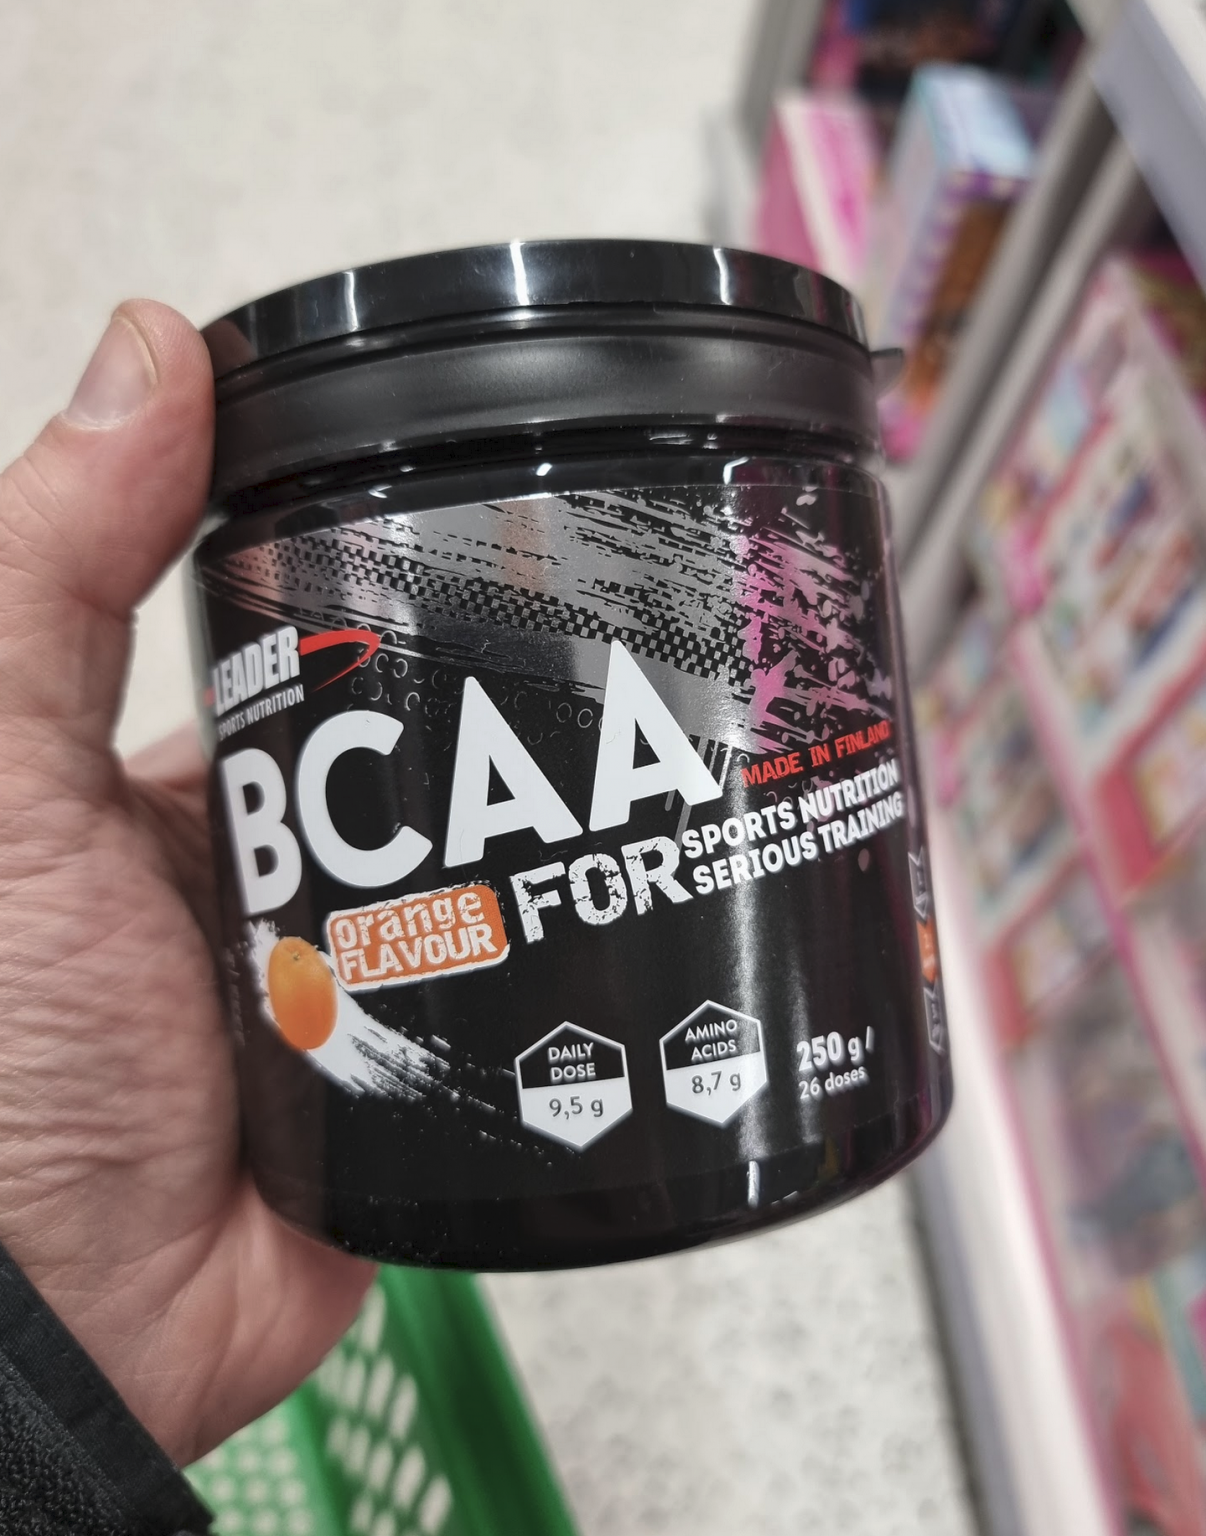 LEADER
SPORTS NUTRITION
BCAA
MADE IN FINLAND
FOR SPORTS NUTRITION
SERIOUS TRAINING
orange
FLAVOUR
DAILY
DOSE
9,5 g
AMINO
ACIDS
8,7 g
250 g /
26 doses